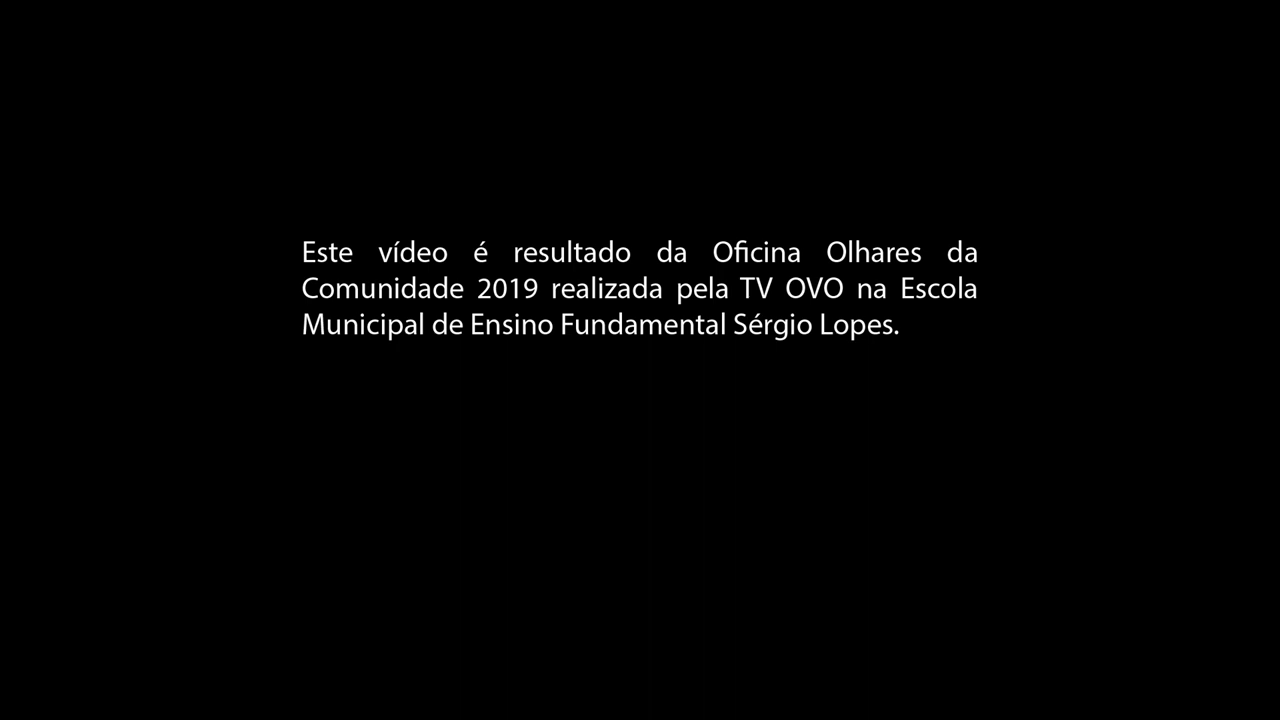 Este vídeo é resultado da Oficina Olhares da
Comunidade 2019 realizada pela TV OVO na Escola
Municipal de Ensino Fundamental Sérgio Lopes.